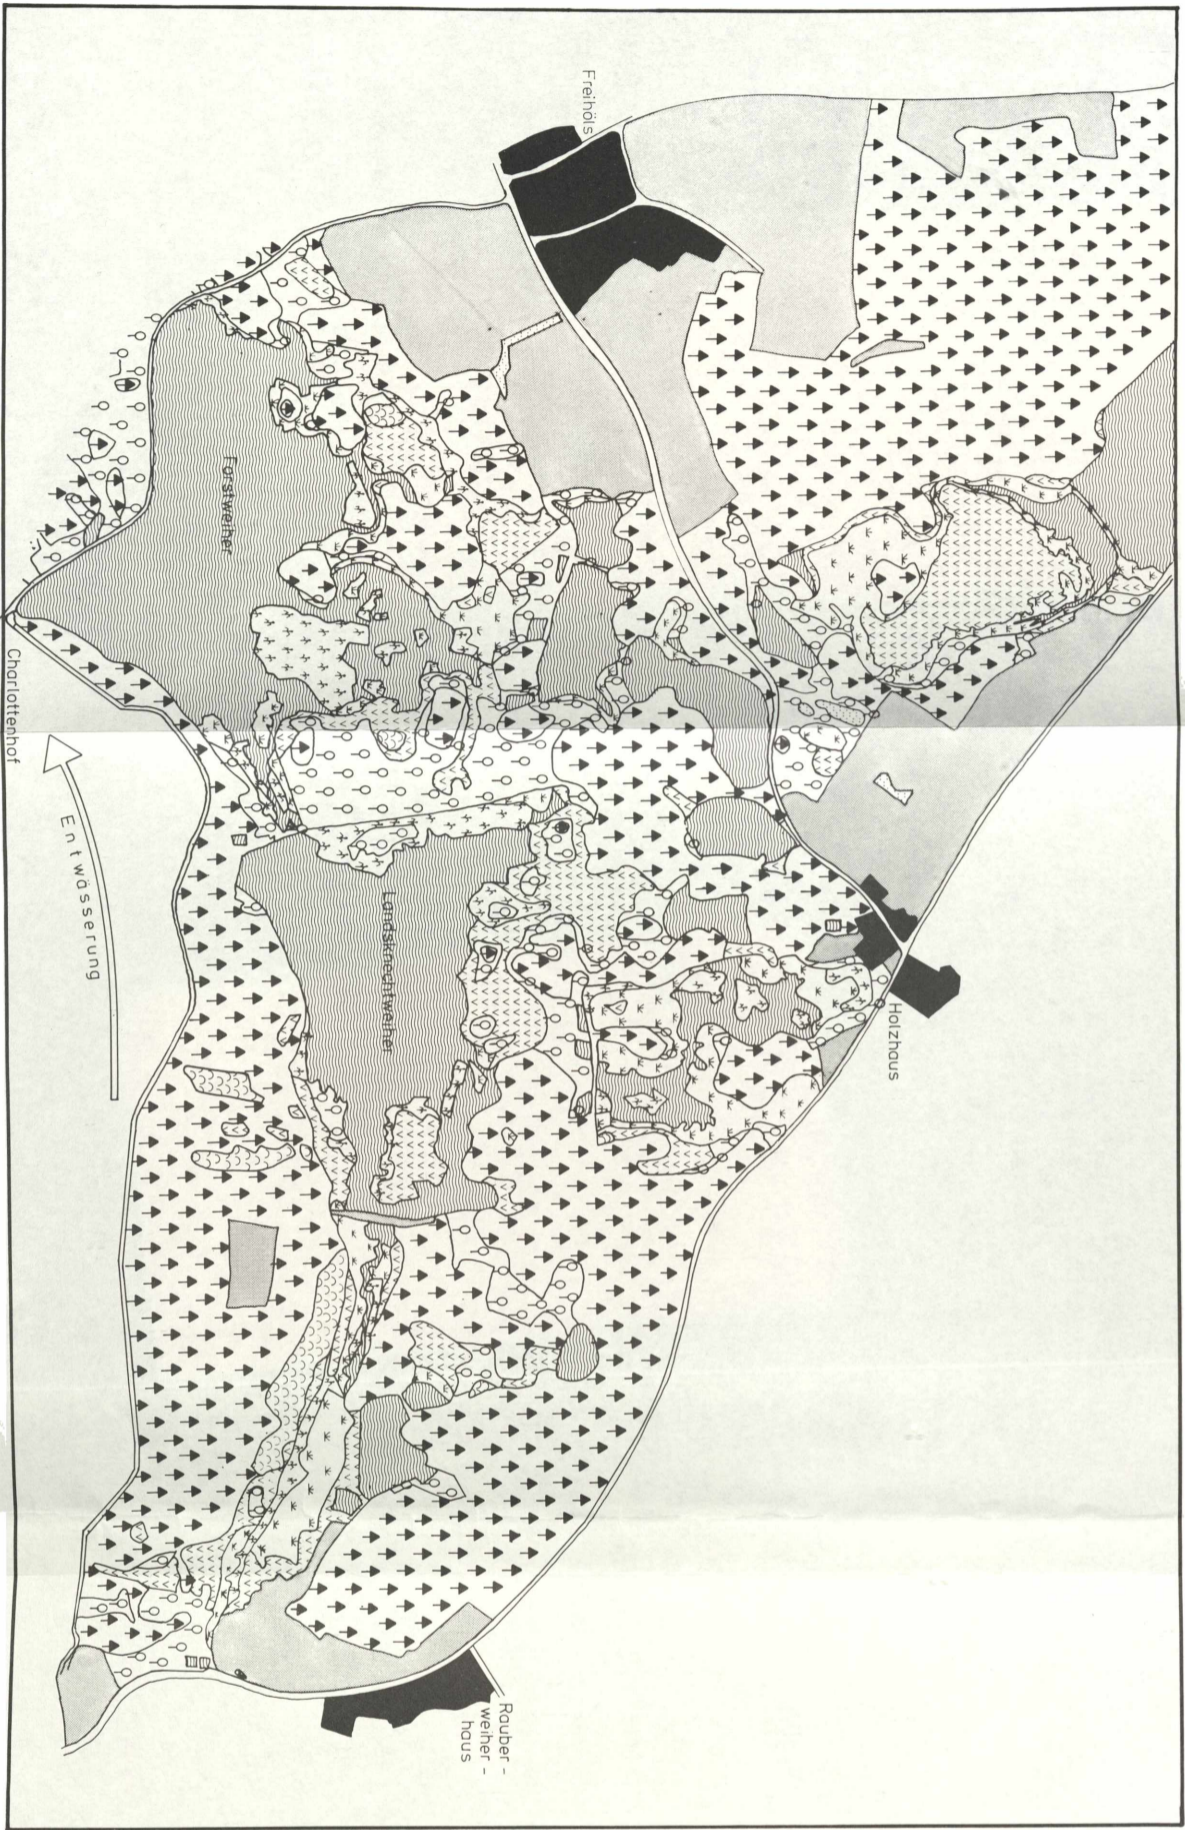 Freihöls
Forstweiher
Charlottenhof
Entwässerung
Landsknechtweiher
Holzhaus
Rauber-
weiher-
haus